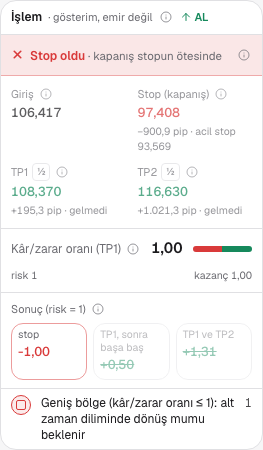 İşlem · gösterim, emir değil ↑ AL
× Stop oldu · kapanış stopun ötesinde
Giriş Stop (kapanış)
106,417 97,408
−900,9 pip · acil stop
93,569
TP1 ½ TP2 ½
108,370 116,630
+195,3 pip · gelmedi +1.021,3 pip · gelmedi
Kâr/zarar oranı (TP1) 1,00
risk 1 kazanç 1,00
Sonuç (risk = 1)
stop TP1, sonra TP1 ve TP2
başa baş
-1,00 +0,50 +1,31
Geniş bölge (kâr/zarar oranı ≤ 1): alt 1
zaman diliminde dönüş mumu
beklenir